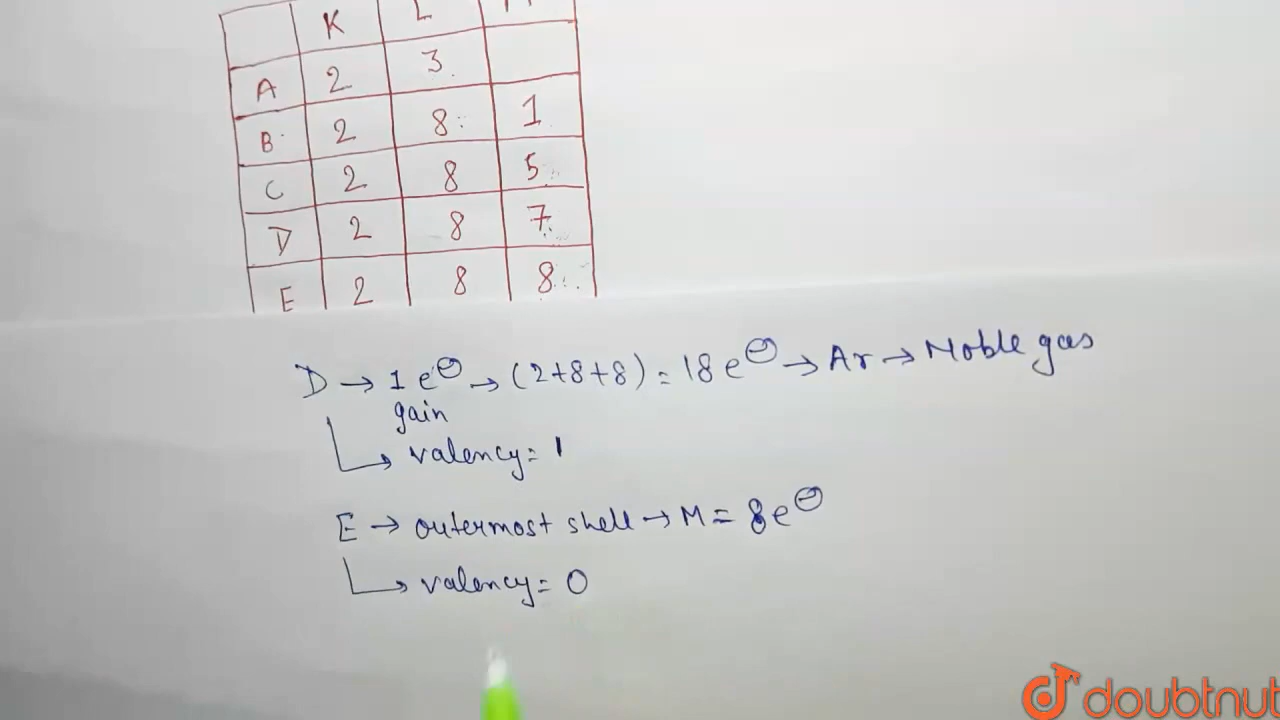 K L M
A 2 3
B 2 8 1
C 2 8 5
D 2 8 7
E 2 8 8
D → 1 e⊖ → (2+8+8) = 18 e⊖ → Ar → Noble gas
gain
↳ valency = 1
E → outermost shell → M = 8e⊖
↳ valency = 0
doubtnut